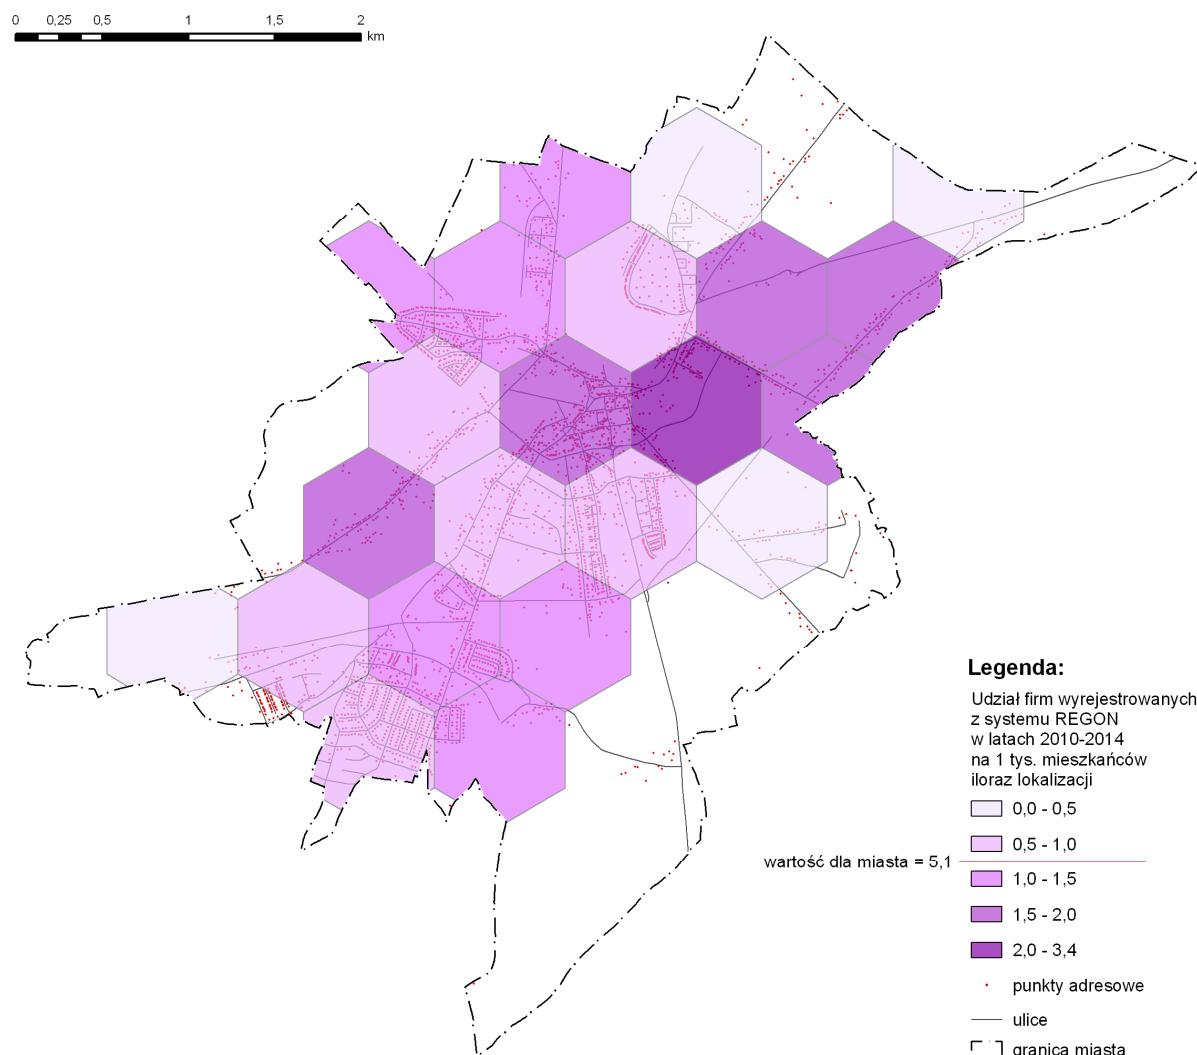 0 0,25 0,5 1 1,5 2
km
Legenda:
Udział firm wyrejestrowanych
z systemu REGON
w latach 2010-2014
na 1 tys. mieszkańców
iloraz lokalizacji
0,0 - 0,5
0,5 - 1,0
wartość dla miasta = 5,1
1,0 - 1,5
1,5 - 2,0
2,0 - 3,4
punkty adresowe
ulice
granica miasta